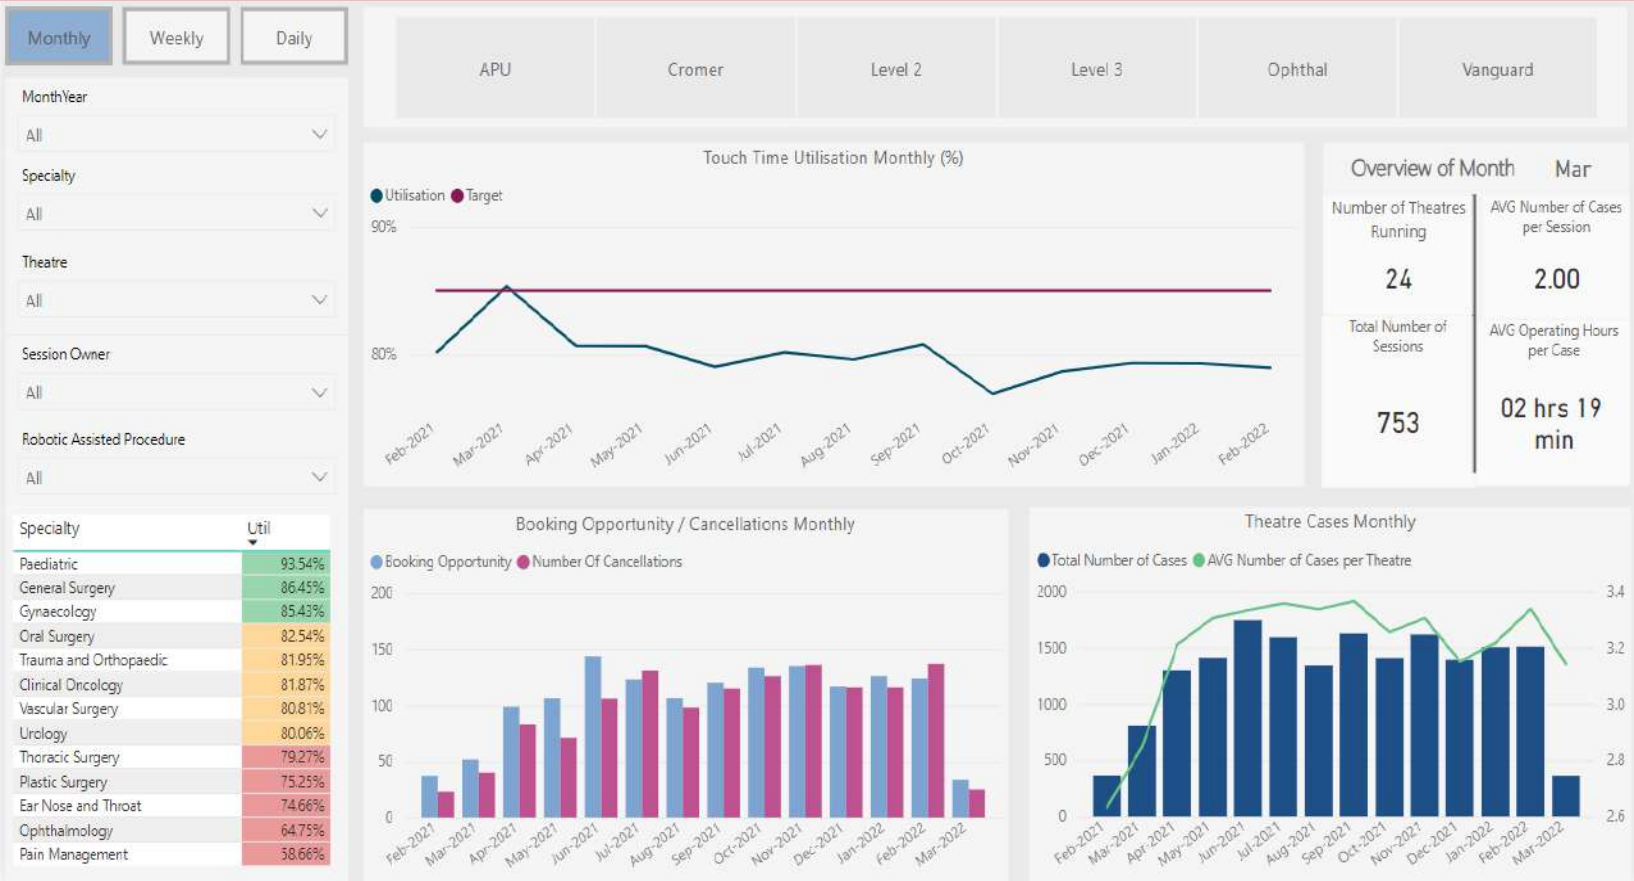 Monthly
Weekly
Daily
APU
Cromer
Level 2
Level 3
Ophthal
Vanguard
MonthYear
All
Specialty
All
Theatre
All
Session Owner
All
Robotic Assisted Procedure
All
Specialty Util
Paediatric 93.54%
General Surgery 86.45%
Gynaecology 85.43%
Oral Surgery 82.54%
Trauma and Orthopaedic 81.95%
Clinical Oncology 81.87%
Vascular Surgery 80.81%
Urology 80.06%
Thoracic Surgery 79.27%
Plastic Surgery 75.25%
Ear Nose and Throat 74.66%
Ophthalmology 64.75%
Pain Management 58.66%
Touch Time Utilisation Monthly (%)
Utilisation Target
90%
80%
Feb-2021 Mar-2021 Apr-2021 May-2021 Jun-2021 Jul-2021 Aug-2021 Sep-2021 Oct-2021 Nov-2021 Dec-2021 Jan-2022 Feb-2022
Overview of Month Mar
Number of Theatres
Running
24
AVG Number of Cases
per Session
2.00
Total Number of
Sessions
753
AVG Operating Hours
per Case
02 hrs 19
min
Booking Opportunity / Cancellations Monthly
Booking Opportunity Number Of Cancellations
200
150
100
50
0
Feb-2021 Mar-2021 Apr-2021 May-2021 Jun-2021 Jul-2021 Aug-2021 Sep-2021 Oct-2021 Nov-2021 Dec-2021 Jan-2022 Feb-2022 Mar-2022
Theatre Cases Monthly
Total Number of Cases AVG Number of Cases per Theatre
2000 3.4
1500 3.2
1000 3.0
500 2.8
0 2.6
Feb-2021 Mar-2021 Apr-2021 May-2021 Jun-2021 Jul-2021 Aug-2021 Sep-2021 Oct-2021 Nov-2021 Dec-2021 Jan-2022 Feb-2022 Mar-2022